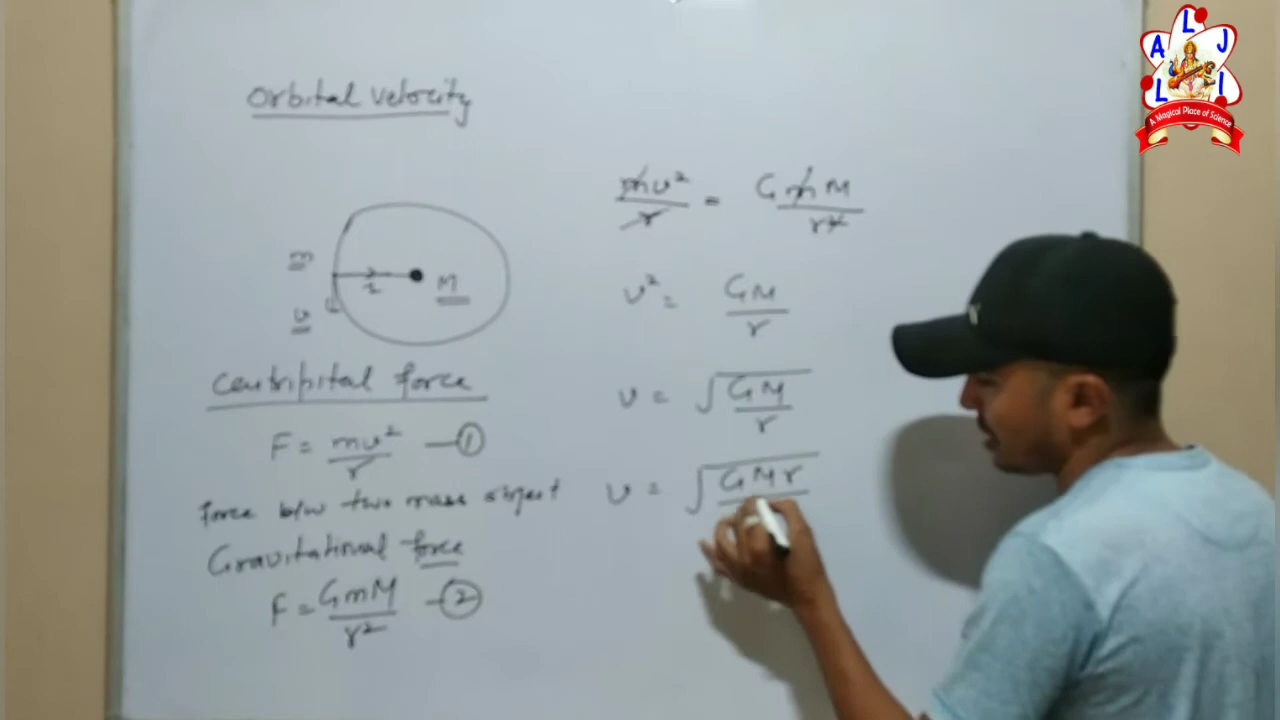 Orbital Velocity
m
r
M
v
Centripital force
F = mv²/r —①
force b/w two mass object
Gravitational force
F = GmM/r² —②
mv²/r = GmM/r²
v² = GM/r
v = √GM/r
v = √GMr
A L J I L
A Magical Place of Science